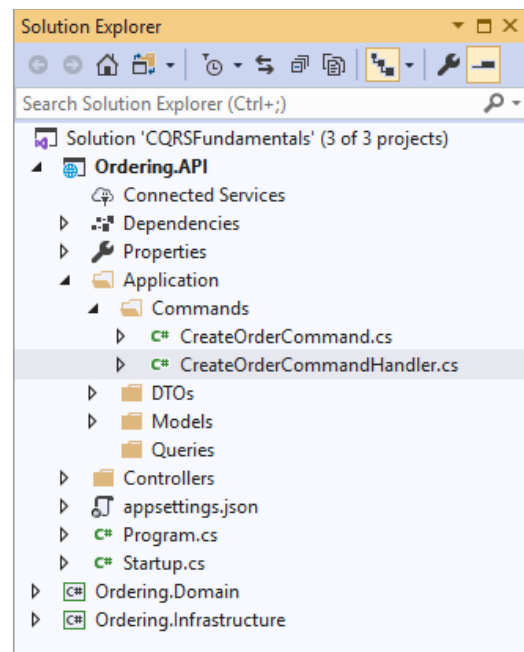 Solution Explorer
Search Solution Explorer (Ctrl+;)
Solution 'CQRSFundamentals' (3 of 3 projects)
Ordering.API
Connected Services
Dependencies
Properties
Application
Commands
C# CreateOrderCommand.cs
C# CreateOrderCommandHandler.cs
DTOs
Models
Queries
Controllers
appsettings.json
C# Program.cs
C# Startup.cs
C# Ordering.Domain
C# Ordering.Infrastructure